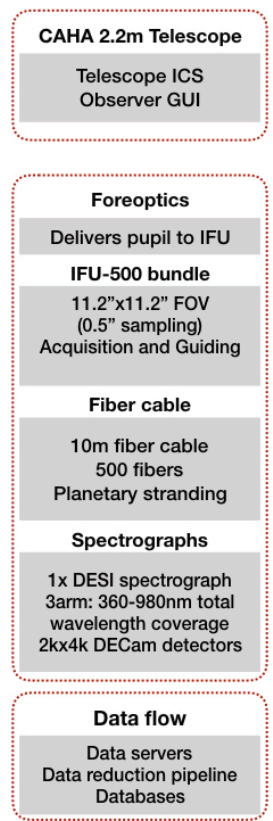 CAHA 2.2m Telescope
Telescope ICS
Observer GUI
Foreoptics
Delivers pupil to IFU
IFU-500 bundle
11.2”x11.2” FOV
(0.5” sampling)
Acquisition and Guiding
Fiber cable
10m fiber cable
500 fibers
Planetary stranding
Spectrographs
1x DESI spectrograph
3arm: 360-980nm total
wavelength coverage
2kx4k DECam detectors
Data flow
Data servers
Data reduction pipeline
Databases